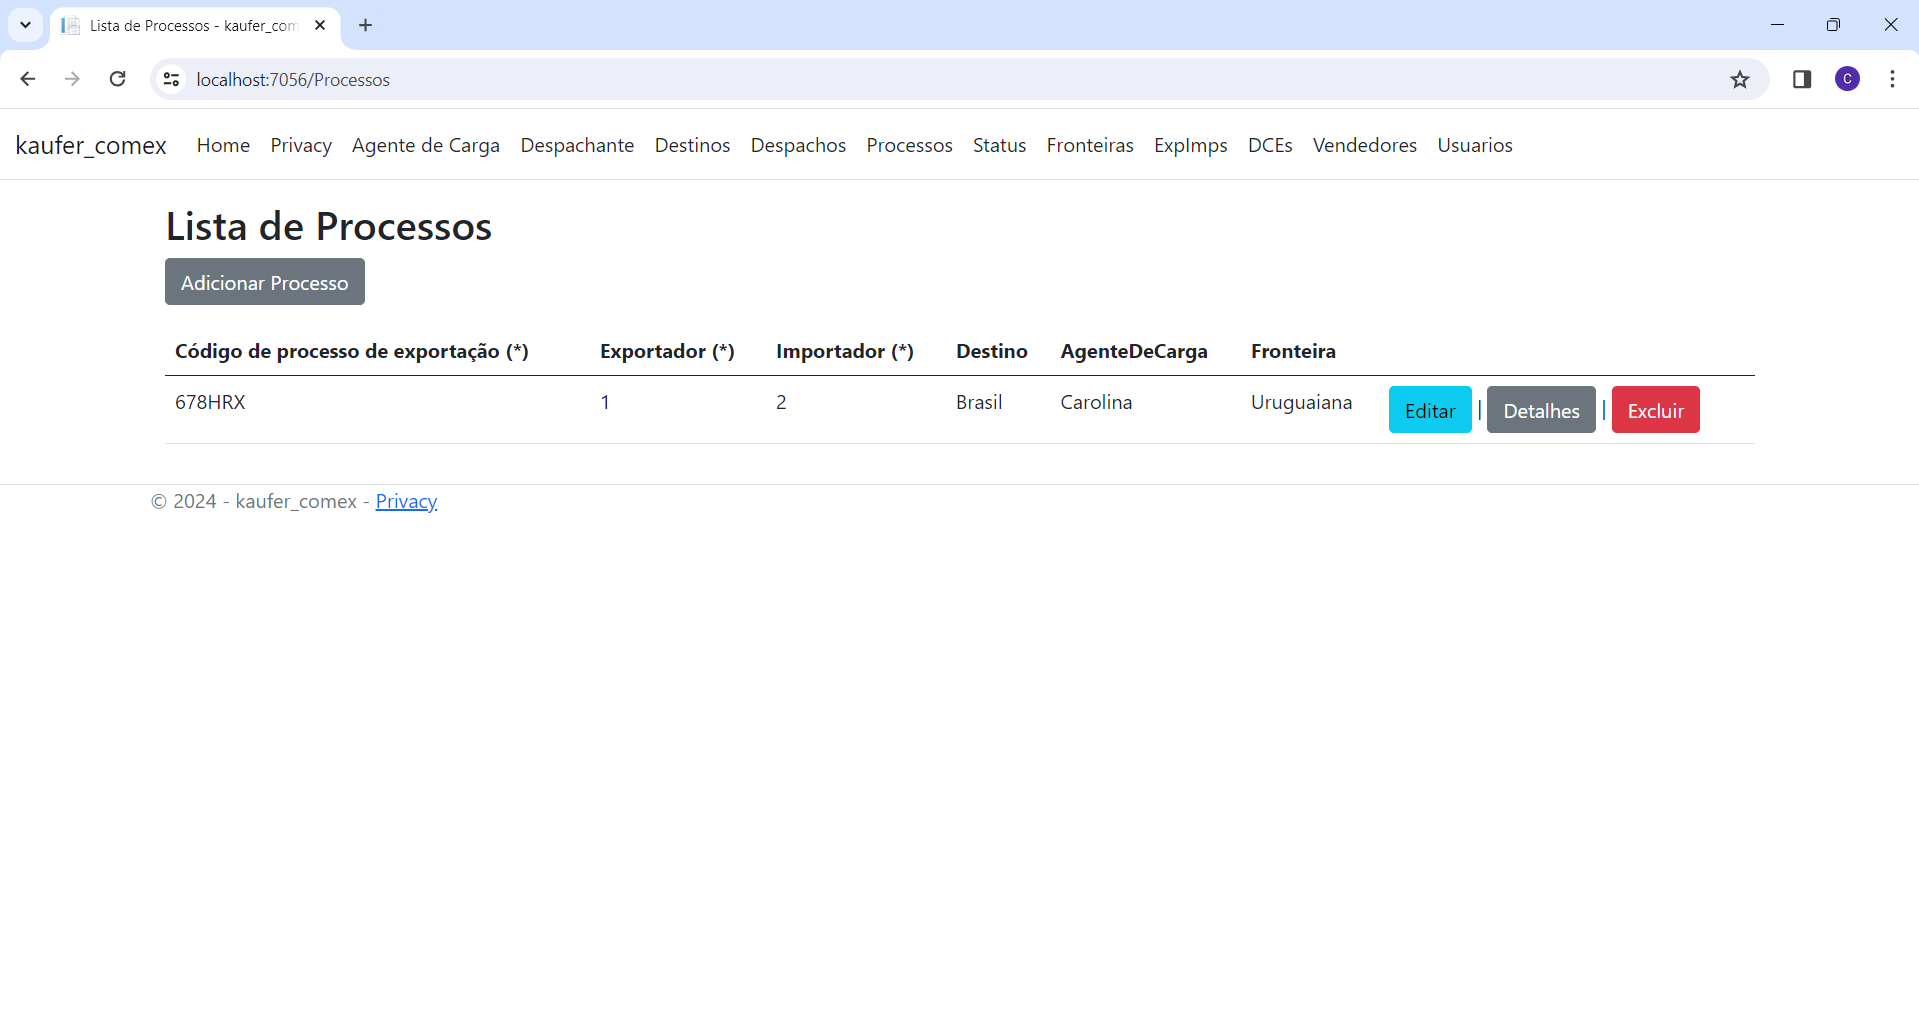 Lista de Processos - kaufer_com
localhost:7056/Processos
C
kaufer_comex Home Privacy Agente de Carga Despachante Destinos Despachos Processos Status Fronteiras ExpImps DCEs Vendedores Usuarios
Lista de Processos
Adicionar Processo
Código de processo de exportação (*) Exportador (*) Importador (*) Destino AgenteDeCarga Fronteira
678HRX 1 2 Brasil Carolina Uruguaiana Editar | Detalhes | Excluir
© 2024 - kaufer_comex - Privacy